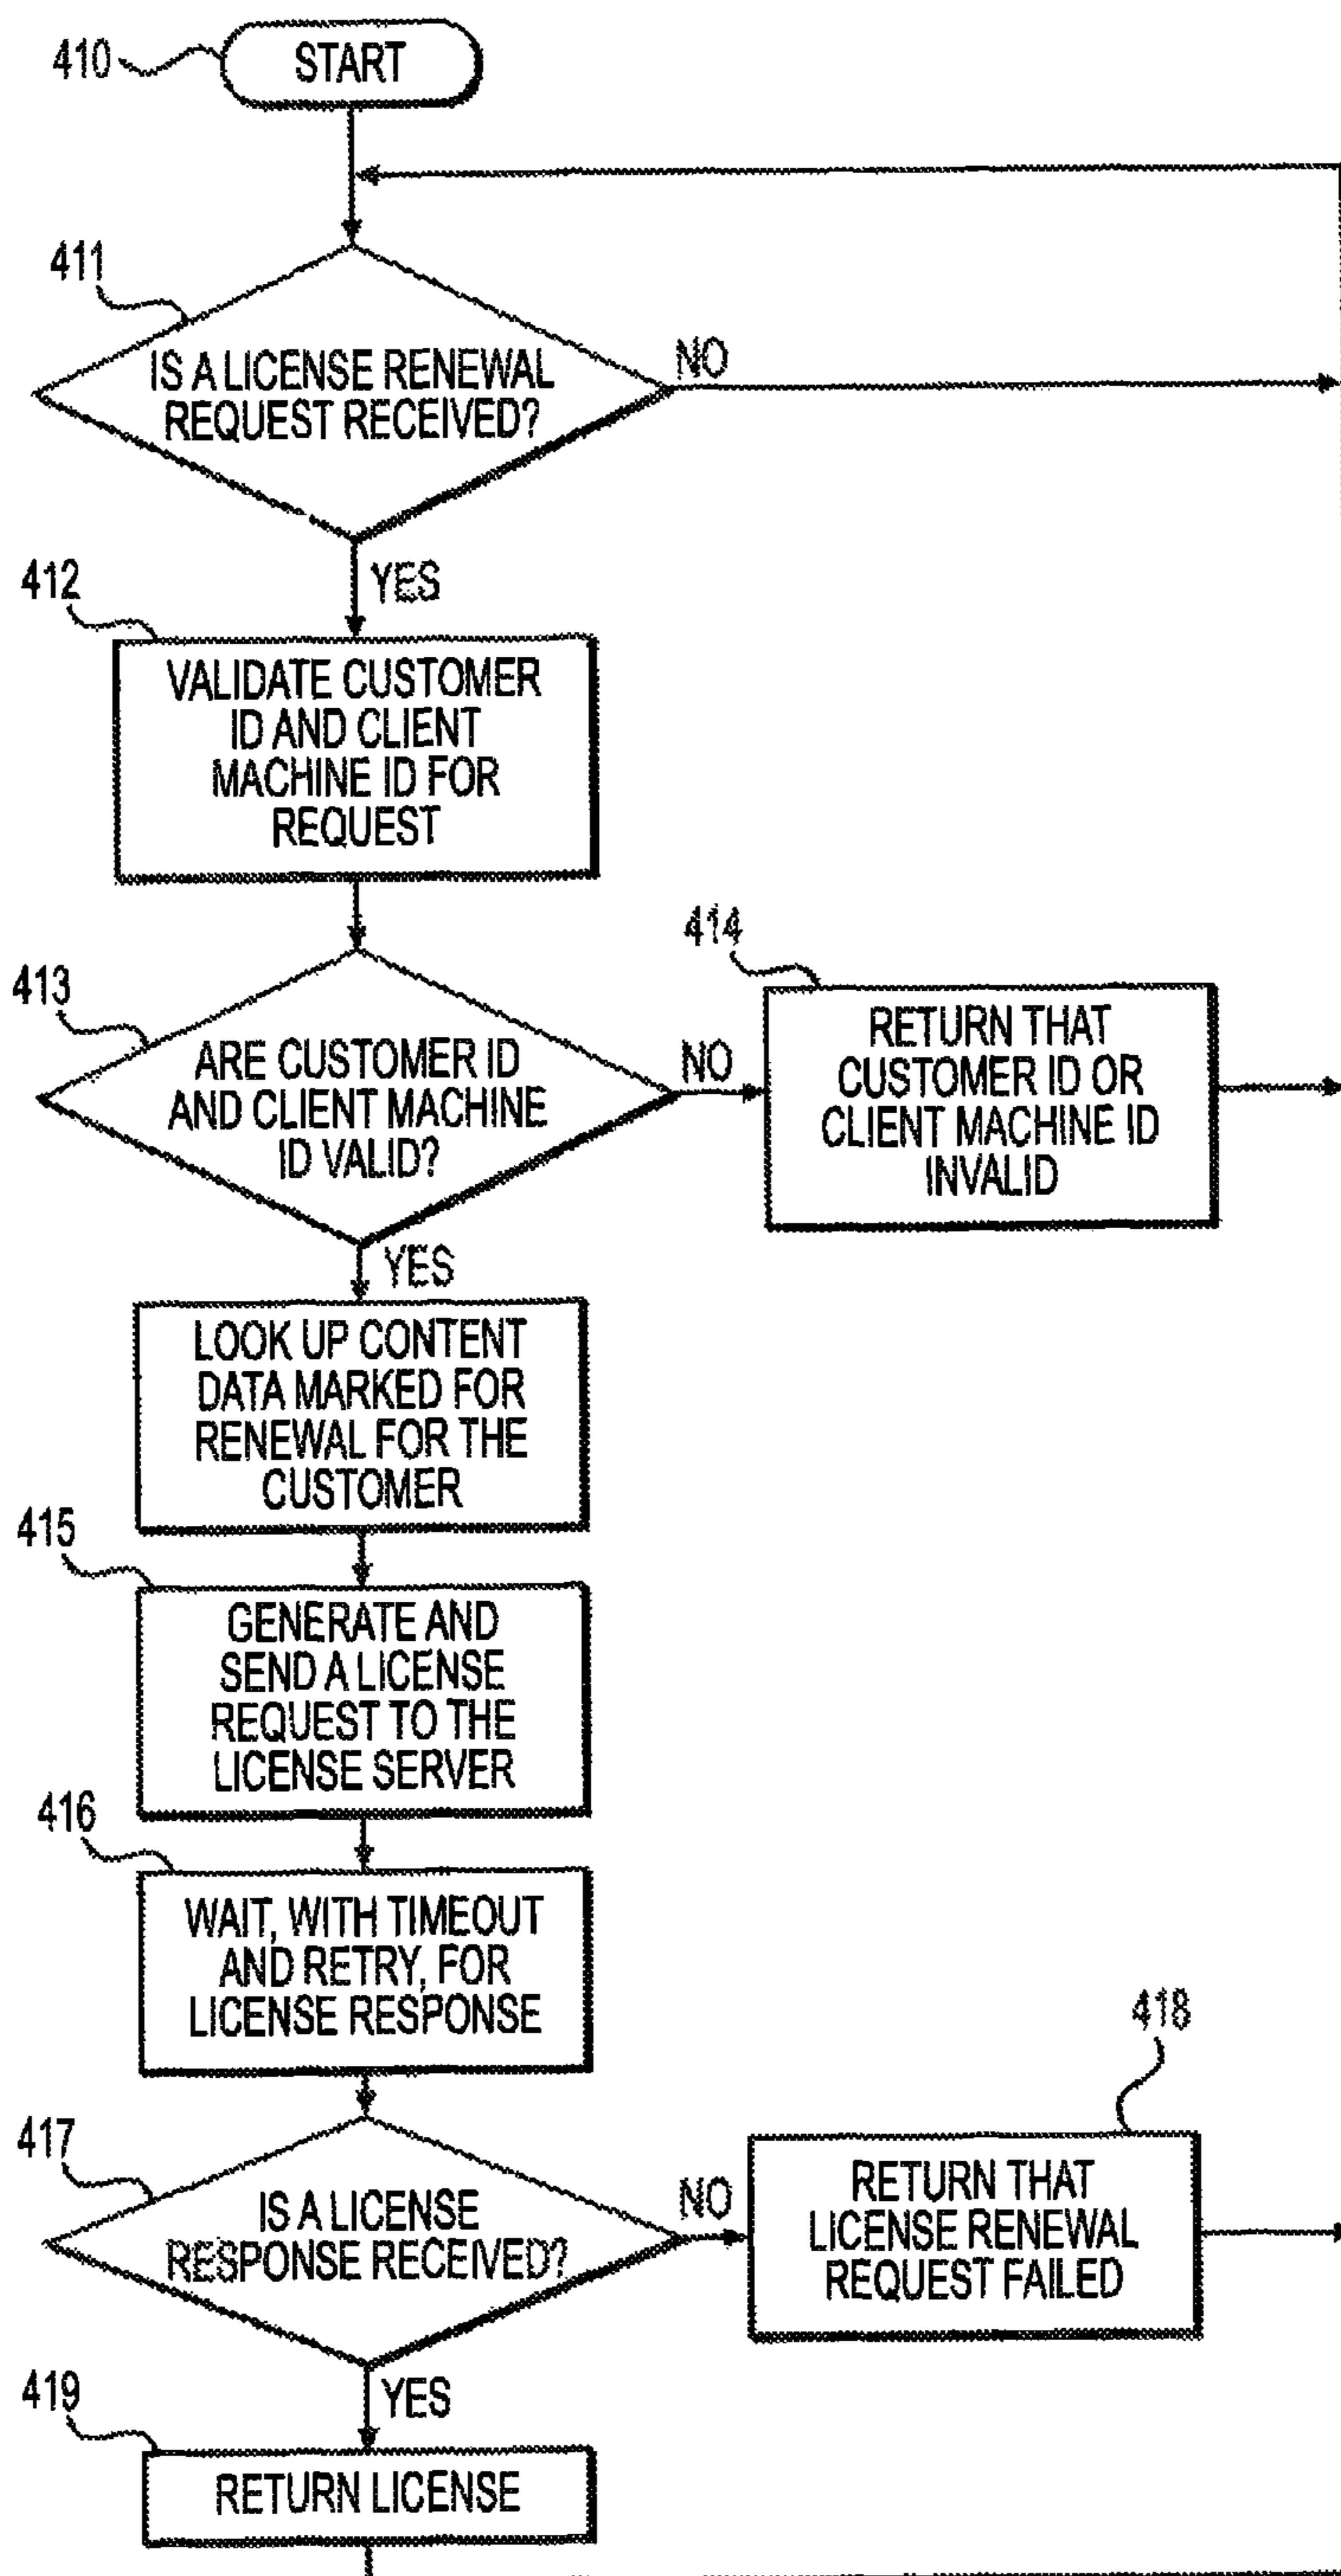 410
START
411
IS A LICENSE RENEWAL
REQUEST RECEIVED?
NO
YES
412
VALIDATE CUSTOMER
ID AND CLIENT
MACHINE ID FOR
REQUEST
413
ARE CUSTOMER ID
AND CLIENT MACHINE
ID VALID?
NO
414
RETURN THAT
CUSTOMER ID OR
CLIENT MACHINE ID
INVALID
YES
LOOK UP CONTENT
DATA MARKED FOR
RENEWAL FOR THE
CUSTOMER
415
GENERATE AND
SEND A LICENSE
REQUEST TO THE
LICENSE SERVER
416
WAIT, WITH TIMEOUT
AND RETRY, FOR
LICENSE RESPONSE
417
IS A LICENSE
RESPONSE RECEIVED?
NO
418
RETURN THAT
LICENSE RENEWAL
REQUEST FAILED
YES
419
RETURN LICENSE